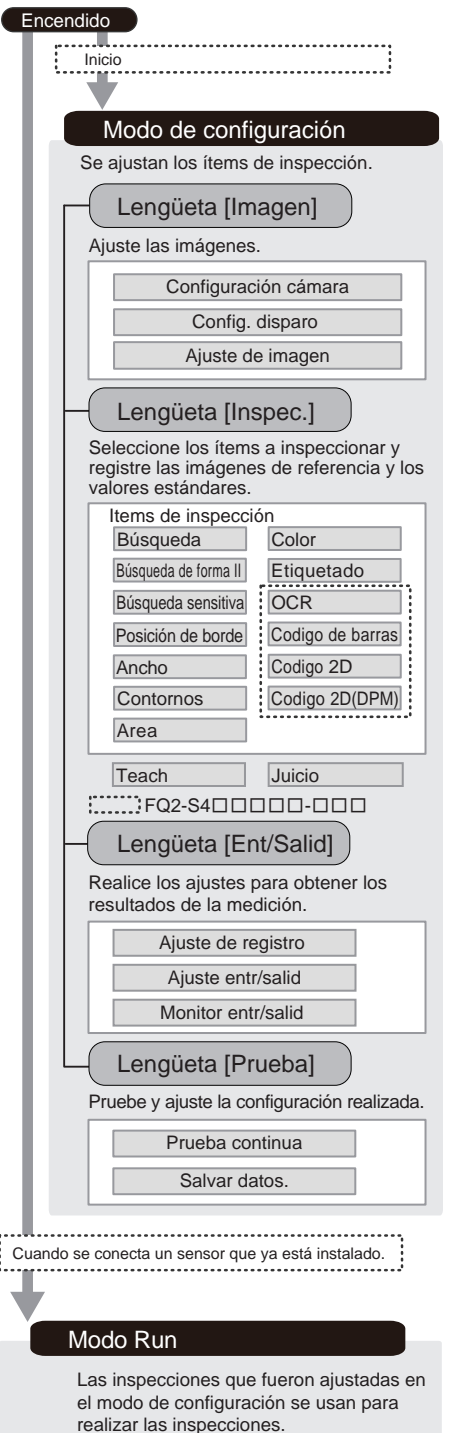 Encendido
Inicio
Modo de configuración
Se ajustan los ítems de inspección.
Lengüeta [Imagen]
Ajuste las imágenes.
Configuración cámara
Config. disparo
Ajuste de imagen
Lengüeta [Inspec.]
Seleccione los ítems a inspeccionar y
registre las imágenes de referencia y los
valores estándares.
Items de inspección
Búsqueda
Color
Búsqueda de forma II
Etiquetado
Búsqueda sensitiva
OCR
Posición de borde
Codigo de barras
Ancho
Codigo 2D
Contornos
Codigo 2D(DPM)
Area
Teach
Juicio
FQ2-S4□□□□□-□□□
Lengüeta [Ent/Salid]
Realice los ajustes para obtener los
resultados de la medición.
Ajuste de registro
Ajuste entr/salid
Monitor entr/salid
Lengüeta [Prueba]
Pruebe y ajuste la configuración realizada.
Prueba continua
Salvar datos.
Cuando se conecta un sensor que ya está instalado.
Modo Run
Las inspecciones que fueron ajustadas en
el modo de configuración se usan para
realizar las inspecciones.